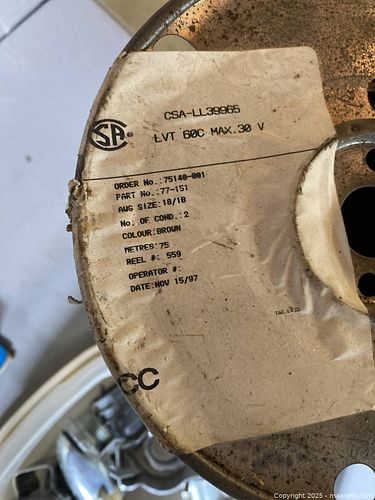 CSA-LL39965
SA®
LVT 60C MAX.30 V
ORDER No.:75140-001
PART No.:77-151
AWG SIZE:18/1B
No. OF COND.:2
COLOUR:BROWN
METRES:75
REEL #: 559
OPERATOR #:
DATE:NOV 15/97
CC
Copyright © 2025 - maxsold.com